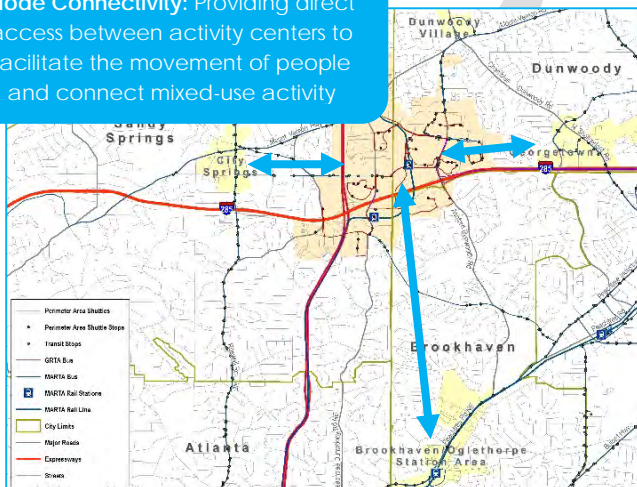 ode Connectivity: Providing direct
access between activity centers to
acilitate the movement of people
and connect mixed-use activity
Dunwoody
Village
Dunwoody
Sandy
Springs
City
Springs
Georgetown
285
285
Brookhaven
Atlanta
Brookhaven/Oglethorpe
Station Area
Perimeter Area Shuttles
Perimeter Area Shuttle Stops
Transit Stops
GRTA Bus
MARTA Bus
MARTA Rail Stations
MARTA Rail Line
City Limits
Major Roads
Expressways
Streets